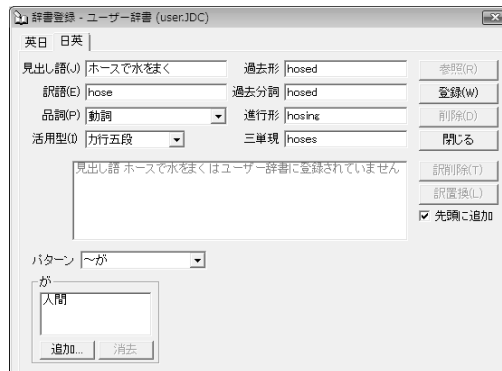 辞書登録 - ユーザー辞書 (user.JDC)
英日 日英
見出し語(J) ホースで水をまく 過去形 hosed 参照(R)
訳語(E) hose 過去分詞 hosed 登録(W)
品詞(P) 動詞 進行形 hosing 削除(D)
活用型(I) カ行五段 三単現 hoses 閉じる
見出し語 ホースで水をまく はユーザー辞書に登録されていません 訳削除(T)
訳置換(L)
先頭に追加
パターン ～が
が
人間
追加... 消去